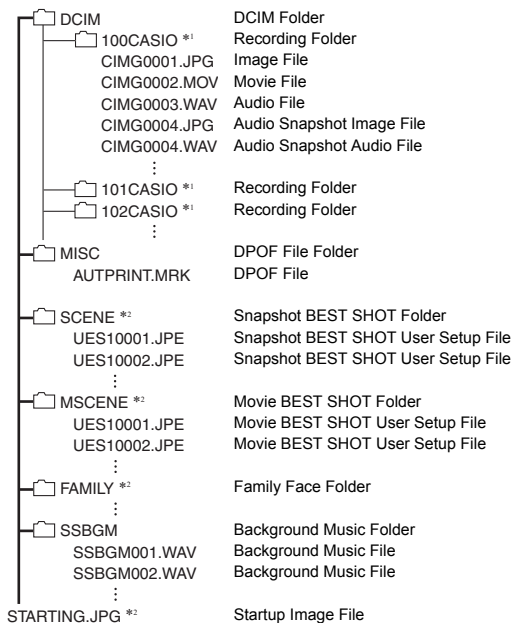 DCIM DCIM Folder
100CASIO *1 Recording Folder
CIMG0001.JPG Image File
CIMG0002.MOV Movie File
CIMG0003.WAV Audio File
CIMG0004.JPG Audio Snapshot Image File
CIMG0004.WAV Audio Snapshot Audio File
101CASIO *1 Recording Folder
102CASIO *1 Recording Folder
MISC DPOF File Folder
AUTPRINT.MRK DPOF File
SCENE *2 Snapshot BEST SHOT Folder
UES10001.JPE Snapshot BEST SHOT User Setup File
UES10002.JPE Snapshot BEST SHOT User Setup File
MSCENE *2 Movie BEST SHOT Folder
UES10001.JPE Movie BEST SHOT User Setup File
UES10002.JPE Movie BEST SHOT User Setup File
FAMILY *2 Family Face Folder
SSBGM Background Music Folder
SSBGM001.WAV Background Music File
SSBGM002.WAV Background Music File
STARTING.JPG *2 Startup Image File